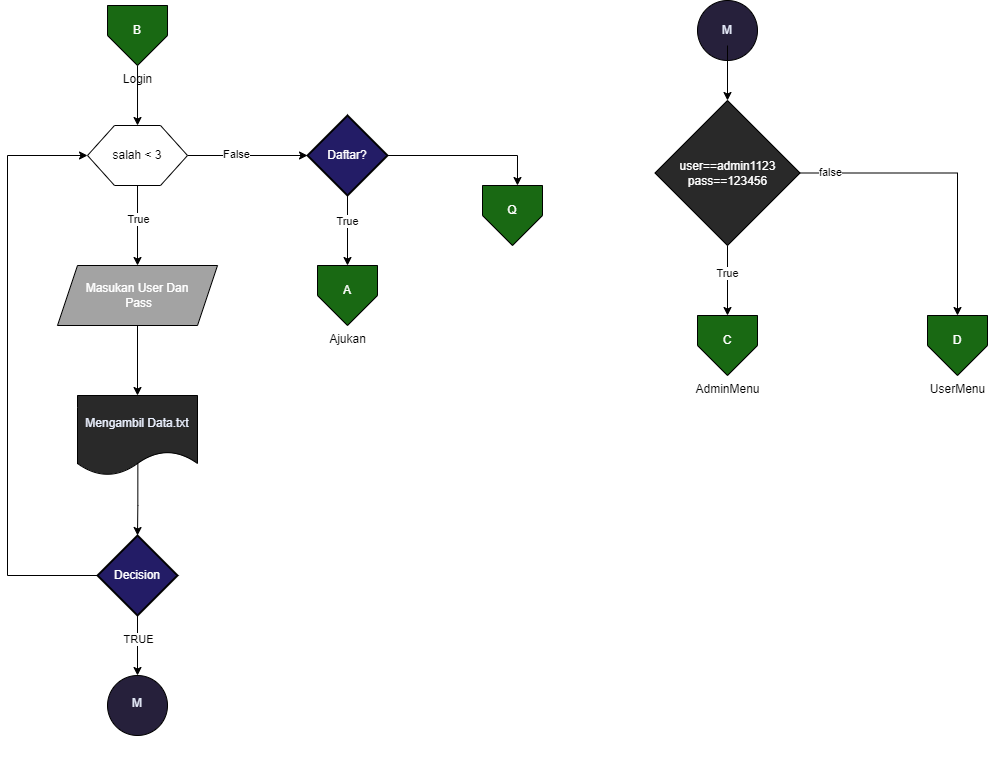 B
Login
salah < 3
False
Daftar?
Q
True
True
Masukan User Dan
Pass
A
Ajukan
Mengambil Data.txt
Decision
TRUE
M
M
user==admin1123
pass==123456
false
True
C
AdminMenu
D
UserMenu